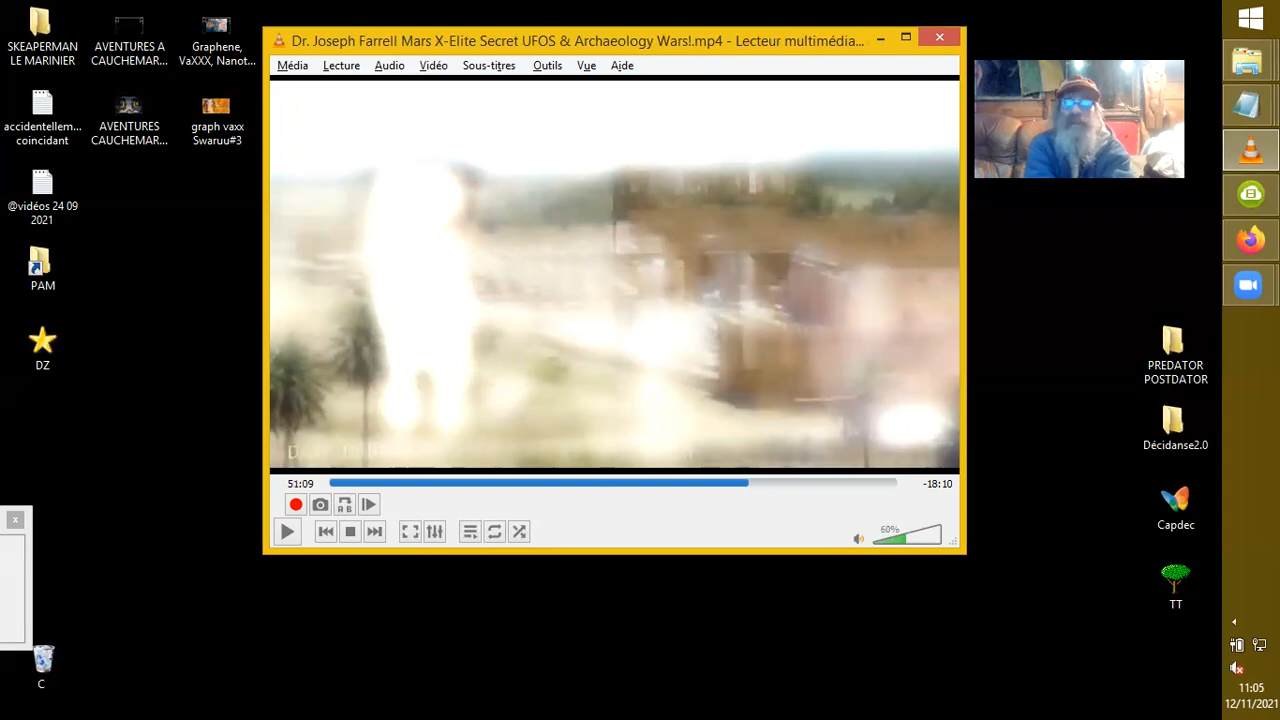 SKEAPERMAN
LE MARINIER
AVENTURES A
CAUCHEMAR...
Graphene,
VaXXX, Nanot...
accidentellem...
coincidant
AVENTURES
CAUCHEMAR...
graph vaxx
Swaruu#3
@vidéos 24 09
2021
PAM
DZ
x
C
Dr. Joseph Farrell Mars X-Elite Secret UFOS & Archaeology Wars!.mp4 - Lecteur multimédia...
Média Lecture Audio Vidéo Sous-titres Outils Vue Aide
51:09 -18:10
A B
60%
PREDATOR
POSTDATOR
Décidanse2.0
Capdec
TT
11:05
12/11/2021